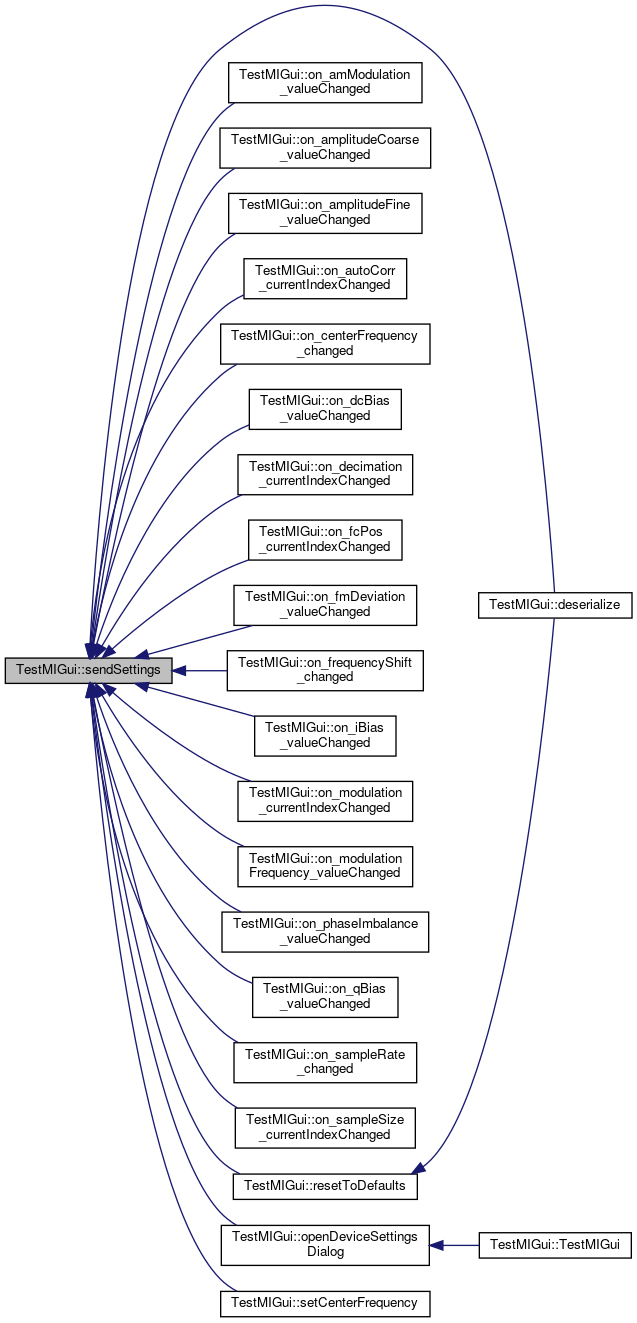 TestMIGui::on_amModulation
_valueChanged
TestMIGui::on_amplitudeCoarse
_valueChanged
TestMIGui::on_amplitudeFine
_valueChanged
TestMIGui::on_autoCorr
_currentIndexChanged
TestMIGui::on_centerFrequency
_changed
TestMIGui::on_dcBias
_valueChanged
TestMIGui::on_decimation
_currentIndexChanged
TestMIGui::on_fcPos
_currentIndexChanged
TestMIGui::on_fmDeviation
_valueChanged
TestMIGui::deserialize
TestMIGui::sendSettings
TestMIGui::on_frequencyShift
_changed
TestMIGui::on_iBias
_valueChanged
TestMIGui::on_modulation
_currentIndexChanged
TestMIGui::on_modulation
Frequency_valueChanged
TestMIGui::on_phaseImbalance
_valueChanged
TestMIGui::on_qBias
_valueChanged
TestMIGui::on_sampleRate
_changed
TestMIGui::on_sampleSize
_currentIndexChanged
TestMIGui::resetToDefaults
TestMIGui::openDeviceSettings
Dialog
TestMIGui::TestMIGui
TestMIGui::setCenterFrequency